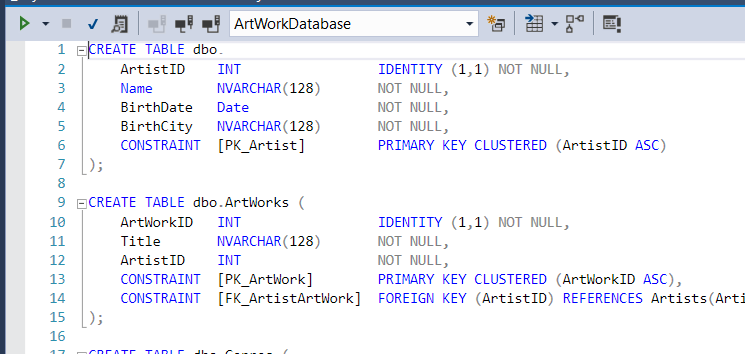 ArtWorkDatabase
1 CREATE TABLE dbo.
2 ArtistID INT IDENTITY (1,1) NOT NULL,
3 Name NVARCHAR(128) NOT NULL,
4 BirthDate Date NOT NULL,
5 BirthCity NVARCHAR(128) NOT NULL,
6 CONSTRAINT [PK_Artist] PRIMARY KEY CLUSTERED (ArtistID ASC)
7 );
8
9 CREATE TABLE dbo.ArtWorks (
10 ArtWorkID INT IDENTITY (1,1) NOT NULL,
11 Title NVARCHAR(128) NOT NULL,
12 ArtistID INT NOT NULL,
13 CONSTRAINT [PK_ArtWork] PRIMARY KEY CLUSTERED (ArtWorkID ASC),
14 CONSTRAINT [FK_ArtistArtWork] FOREIGN KEY (ArtistID) REFERENCES Artists(Arti
15 );
16
17 CREATE TABLE dbo.Genres (